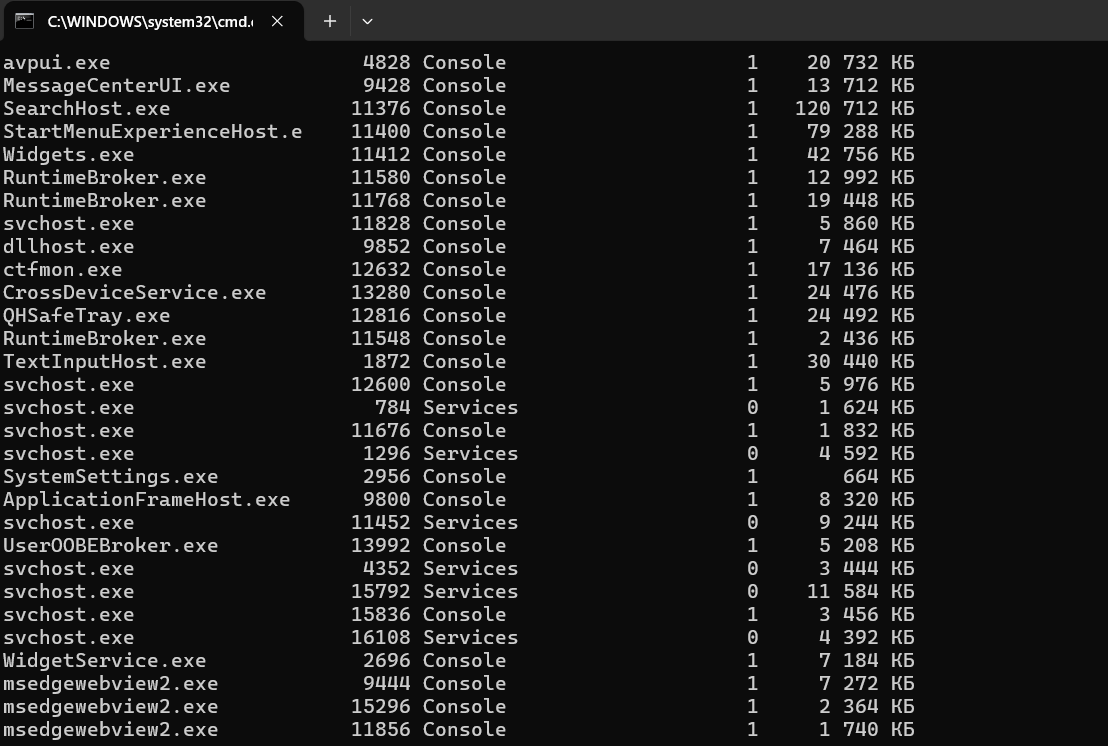 C:\WINDOWS\system32\cmd.
avpui.exe 4828 Console 1 20 732 КБ
MessageCenterUI.exe 9428 Console 1 13 712 КБ
SearchHost.exe 11376 Console 1 120 712 КБ
StartMenuExperienceHost.e 11400 Console 1 79 288 КБ
Widgets.exe 11412 Console 1 42 756 КБ
RuntimeBroker.exe 11580 Console 1 12 992 КБ
RuntimeBroker.exe 11768 Console 1 19 448 КБ
svchost.exe 11828 Console 1 5 860 КБ
dllhost.exe 9852 Console 1 7 464 КБ
ctfmon.exe 12632 Console 1 17 136 КБ
CrossDeviceService.exe 13280 Console 1 24 476 КБ
QHSafeTray.exe 12816 Console 1 24 492 КБ
RuntimeBroker.exe 11548 Console 1 2 436 КБ
TextInputHost.exe 1872 Console 1 30 440 КБ
svchost.exe 12600 Console 1 5 976 КБ
svchost.exe 784 Services 0 1 624 КБ
svchost.exe 11676 Console 1 1 832 КБ
svchost.exe 1296 Services 0 4 592 КБ
SystemSettings.exe 2956 Console 1 664 КБ
ApplicationFrameHost.exe 9800 Console 1 8 320 КБ
svchost.exe 11452 Services 0 9 244 КБ
UserOOBEBroker.exe 13992 Console 1 5 208 КБ
svchost.exe 4352 Services 0 3 444 КБ
svchost.exe 15792 Services 0 11 584 КБ
svchost.exe 15836 Console 1 3 456 КБ
svchost.exe 16108 Services 0 4 392 КБ
WidgetService.exe 2696 Console 1 7 184 КБ
msedgewebview2.exe 9444 Console 1 7 272 КБ
msedgewebview2.exe 15296 Console 1 2 364 КБ
msedgewebview2.exe 11856 Console 1 1 740 КБ